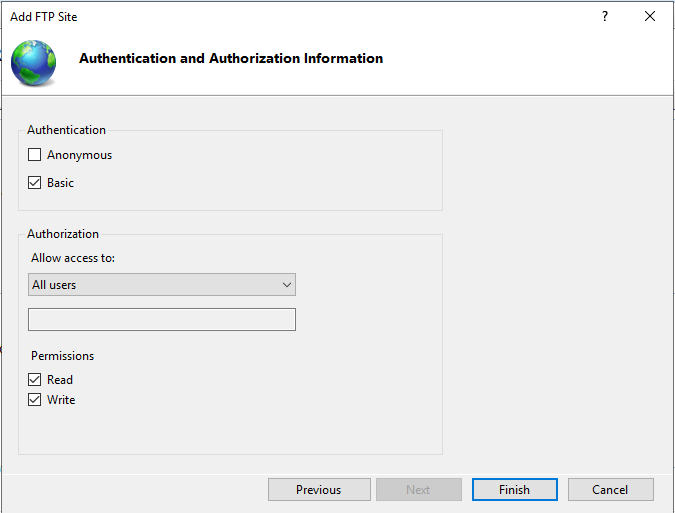 Add FTP Site
?
Authentication and Authorization Information
Authentication
Anonymous
Basic
Authorization
Allow access to:
All users
Permissions
Read
Write
Previous Next Finish Cancel